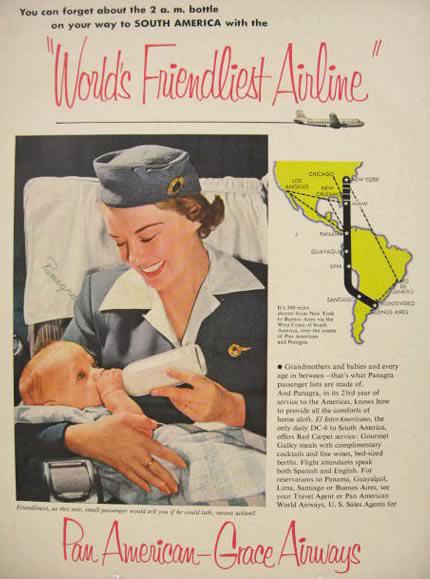 You can forget about the 2 a. m. bottle
on your way to SOUTH AMERICA with the
"World's Friendliest Airline"
CHICAGO
NEW YORK
LOS ANGELES
NEW ORLEANS
MIAMI
PANAMA
GUAYAQUIL
LIMA
RIO DE JANEIRO
SANTIAGO
MONTEVIDEO
BUENOS AIRES
Panagra
It's 500 miles
shorter from New York
to Buenos Aires via the
West Coast of South
America, over the routes
of Pan American
and Panagra.
● Grandmothers and babies and every
age in between—that's what Panagra
passenger lists are made of.
And Panagra, in its 23rd year of
service to the Americas, knows how
to provide all the comforts of
home aloft. El InterAmericano, the
only daily DC-6 to South America,
offers Red Carpet service: Gourmet
Galley meals with complimentary
cocktails and fine wines, bed-sized
berths. Flight attendants speak
both Spanish and English. For
reservations to Panama, Guayaquil,
Lima, Santiago or Buenos Aires, see
your Travel Agent or Pan American
World Airways, U. S. Sales Agents for
Friendliness, as this wee, small passenger would tell you if he could talk, means action!
Pan American-Grace Airways